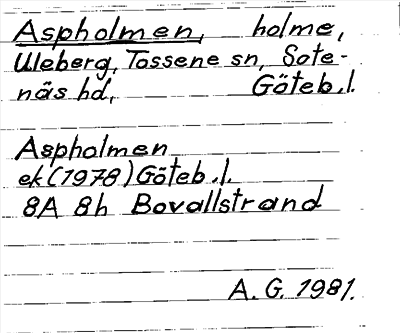 Aspholmen, holme,
Uleberg, Tossene sn, Sote-
näs hd, Göteb.l.
Aspholmen
ek (1978) Göteb.l.
8A 8h Bovallstrand
A.G. 1981.